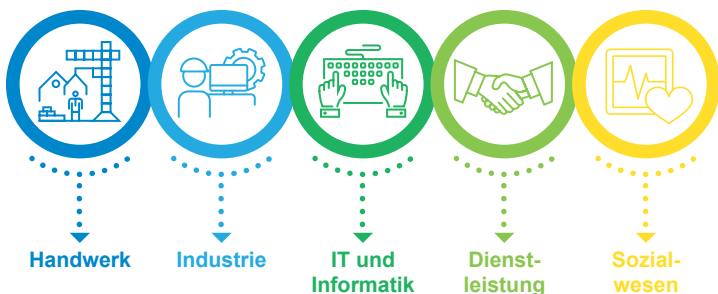 Handwerk
Industrie
IT und
Informatik
Dienst-
leistung
Sozial-
wesen